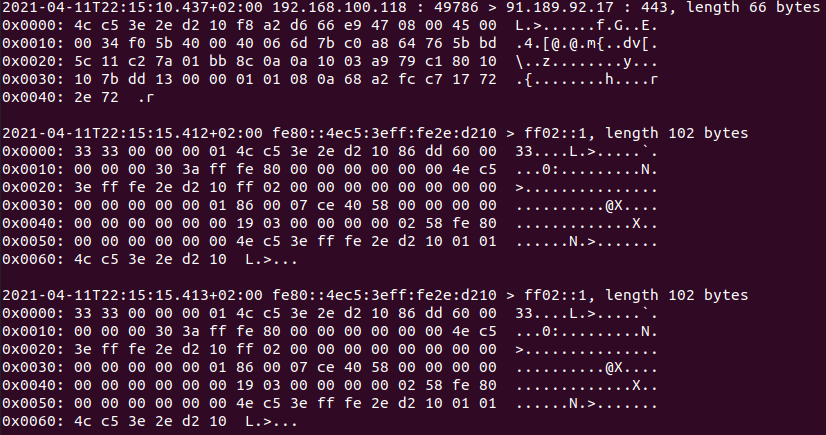 2021-04-11T22:15:10.437+02:00 192.168.100.118 : 49786 > 91.189.92.17 : 443, length 66 bytes
0x0000: 4c c5 3e 2e d2 10 f8 a2 d6 66 e9 47 08 00 45 00  L.>......f.G..E.
0x0010: 00 34 f0 5b 40 00 40 06 6d 7b c0 a8 64 76 5b bd  .4.[@.@.m{..dv[.
0x0020: 5c 11 c2 7a 01 bb 8c 0a 0a 10 03 a9 79 c1 80 10  \..z........y...
0x0030: 10 7b dd 13 00 00 01 01 08 0a 68 a2 fc c7 17 72  .{........h....r
0x0040: 2e 72  .r
2021-04-11T22:15:15.412+02:00 fe80::4ec5:3eff:fe2e:d210 > ff02::1, length 102 bytes
0x0000: 33 33 00 00 00 01 4c c5 3e 2e d2 10 86 dd 60 00  33....L.>.....`.
0x0010: 00 00 00 30 3a ff fe 80 00 00 00 00 00 00 4e c5  ...0:.........N.
0x0020: 3e ff fe 2e d2 10 ff 02 00 00 00 00 00 00 00 00  >...............
0x0030: 00 00 00 00 00 01 86 00 07 ce 40 58 00 00 00 00  ..........@X....
0x0040: 00 00 00 00 00 00 19 03 00 00 00 00 02 58 fe 80  .............X..
0x0050: 00 00 00 00 00 00 4e c5 3e ff fe 2e d2 10 01 01  ......N.>.......
0x0060: 4c c5 3e 2e d2 10  L.>...
2021-04-11T22:15:15.413+02:00 fe80::4ec5:3eff:fe2e:d210 > ff02::1, length 102 bytes
0x0000: 33 33 00 00 00 01 4c c5 3e 2e d2 10 86 dd 60 00  33....L.>.....`.
0x0010: 00 00 00 30 3a ff fe 80 00 00 00 00 00 00 4e c5  ...0:.........N.
0x0020: 3e ff fe 2e d2 10 ff 02 00 00 00 00 00 00 00 00  >...............
0x0030: 00 00 00 00 00 01 86 00 07 ce 40 58 00 00 00 00  ..........@X....
0x0040: 00 00 00 00 00 00 19 03 00 00 00 00 02 58 fe 80  .............X..
0x0050: 00 00 00 00 00 00 4e c5 3e ff fe 2e d2 10 01 01  ......N.>.......
0x0060: 4c c5 3e 2e d2 10  L.>...